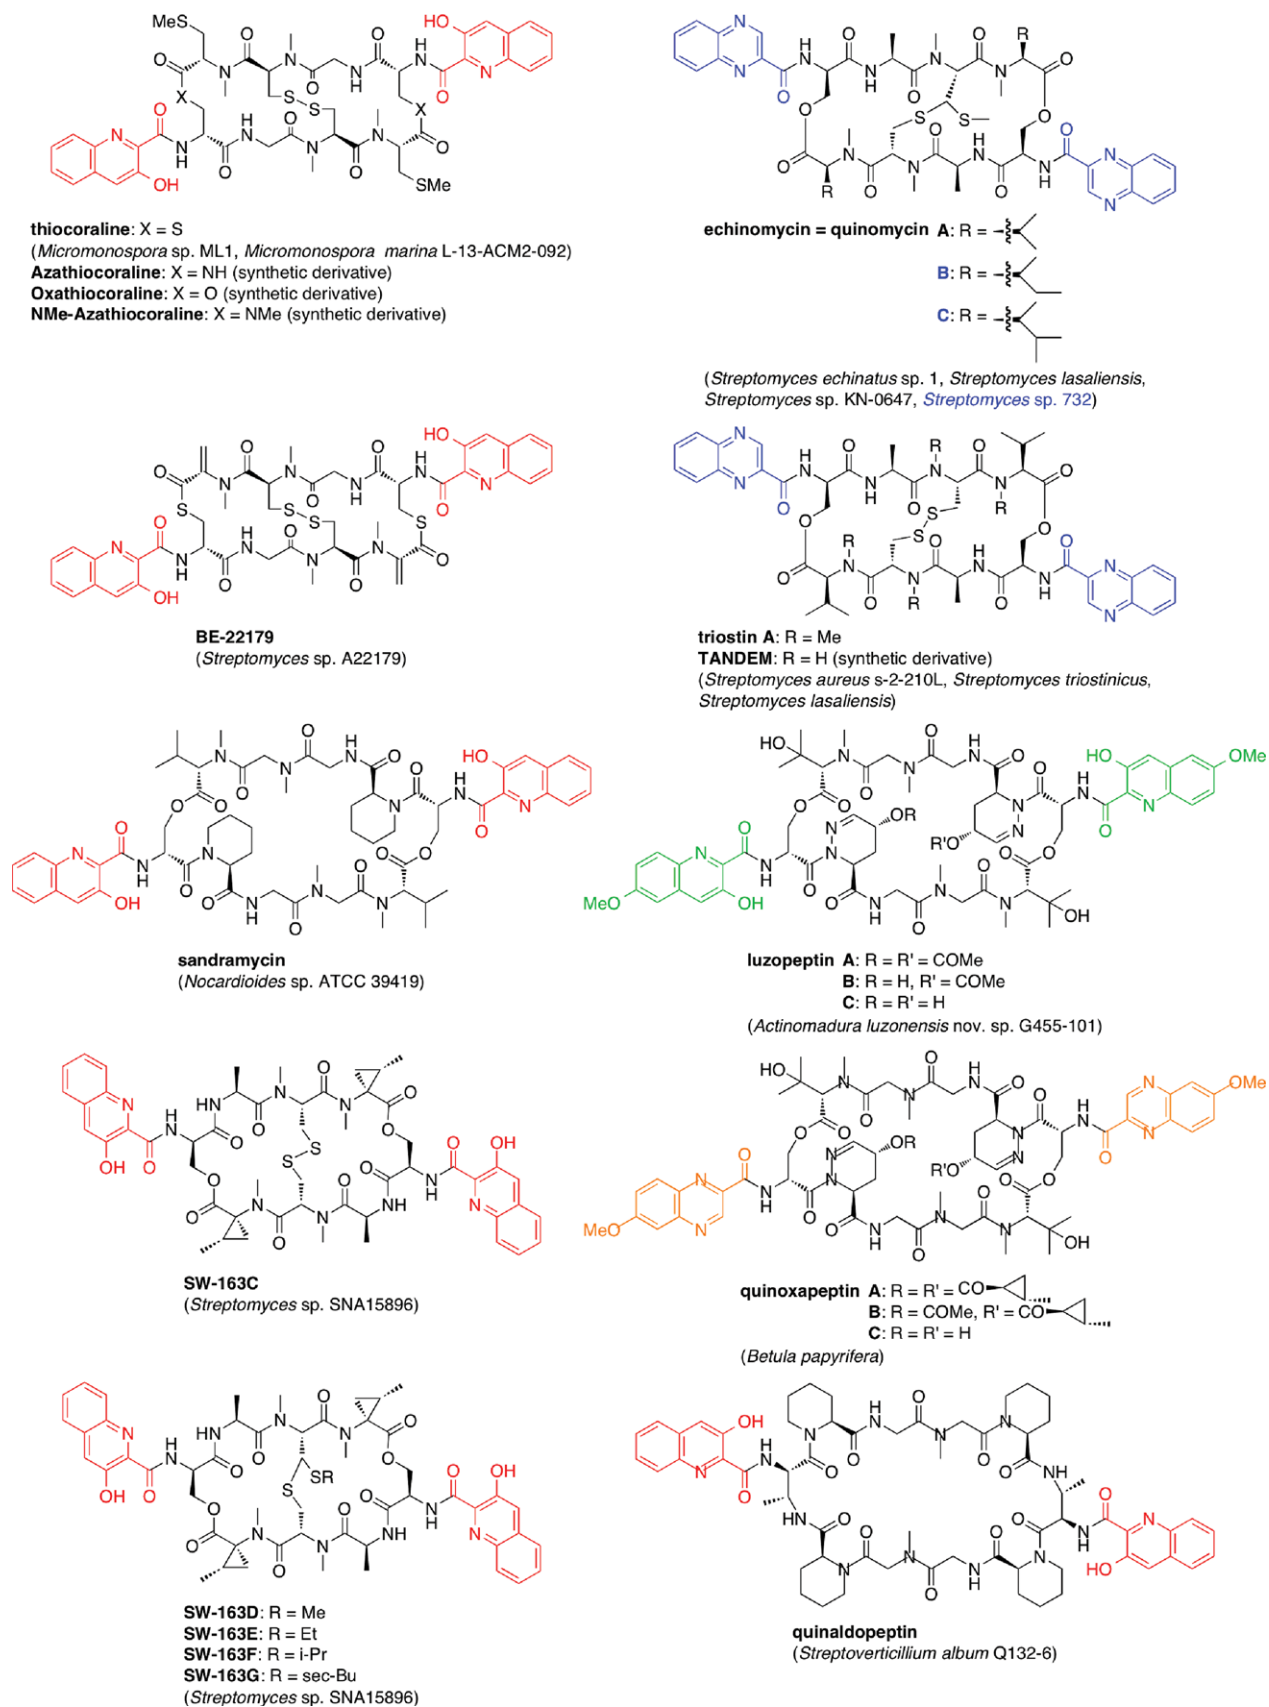 thiocoraline: X = S
(Micromonospora sp. ML1, Micromonospora marina L-13-ACM2-092)
Azathiocoraline: X = NH (synthetic derivative)
Oxathiocoraline: X = O (synthetic derivative)
NMe-Azathiocoraline: X = NMe (synthetic derivative)
echinomycin = quinomycin A: R =
B: R =
C: R =
(Streptomyces echinatus sp. 1, Streptomyces lasaliensis,
Streptomyces sp. KN-0647, Streptomyces sp. 732)
BE-22179
(Streptomyces sp. A22179)
triostin A: R = Me
TANDEM: R = H (synthetic derivative)
(Streptomyces aureus s-2-210L, Streptomyces triostinicus,
Streptomyces lasaliensis)
sandramycin
(Nocardioides sp. ATCC 39419)
luzopeptin A: R = R' = COMe
B: R = H, R' = COMe
C: R = R' = H
(Actinomadura luzonensis nov. sp. G455-101)
SW-163C
(Streptomyces sp. SNA15896)
quinoxapeptin A: R = R' = CO
B: R = COMe, R' = CO
C: R = R' = H
(Betula papyrifera)
SW-163D: R = Me
SW-163E: R = Et
SW-163F: R = i-Pr
SW-163G: R = sec-Bu
(Streptomyces sp. SNA15896)
quinaldopeptin
(Streptoverticillium album Q132-6)